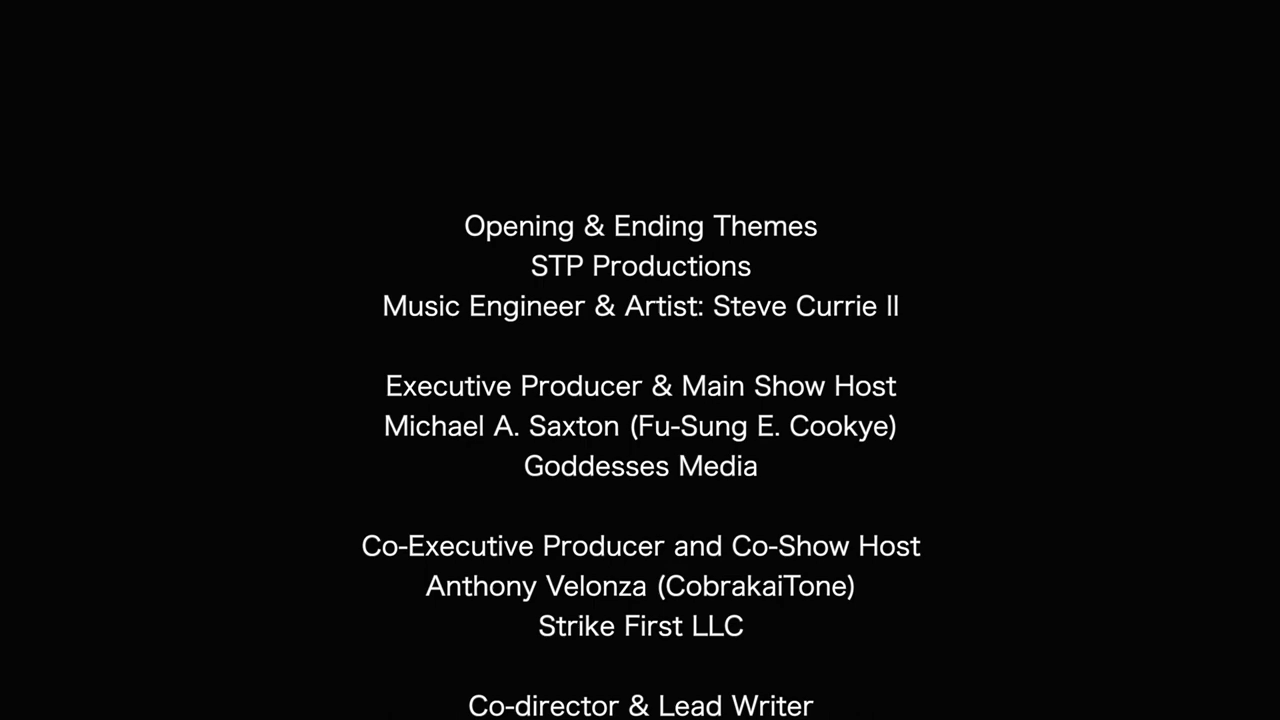 Opening & Ending Themes
STP Productions
Music Engineer & Artist: Steve Currie II
Executive Producer & Main Show Host
Michael A. Saxton (Fu-Sung E. Cookye)
Goddesses Media
Co-Executive Producer and Co-Show Host
Anthony Velonza (CobrakaiTone)
Strike First LLC
Co-director & Lead Writer